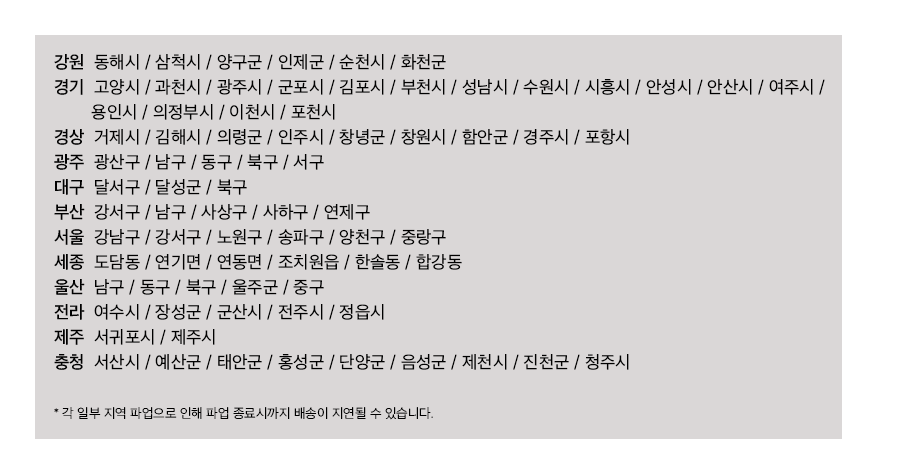 강원 동해시 / 삼척시 / 양구군 / 인제군 / 순천시 / 화천군
경기 고양시 / 과천시 / 광주시 / 군포시 / 김포시 / 부천시 / 성남시 / 수원시 / 시흥시 / 안성시 / 안산시 / 여주시 /
용인시 / 의정부시 / 이천시 / 포천시
경상 거제시 / 김해시 / 의령군 / 인주시 / 창녕군 / 창원시 / 함안군 / 경주시 / 포항시
광주 광산구 / 남구 / 동구 / 북구 / 서구
대구 달서구 / 달성군 / 북구
부산 강서구 / 남구 / 사상구 / 사하구 / 연제구
서울 강남구 / 강서구 / 노원구 / 송파구 / 양천구 / 중랑구
세종 도담동 / 연기면 / 연동면 / 조치원읍 / 한솔동 / 합강동
울산 남구 / 동구 / 북구 / 울주군 / 중구
전라 여수시 / 장성군 / 군산시 / 전주시 / 정읍시
제주 서귀포시 / 제주시
충청 서산시 / 예산군 / 태안군 / 홍성군 / 단양군 / 음성군 / 제천시 / 진천군 / 청주시
* 각 일부 지역 파업으로 인해 파업 종료시까지 배송이 지연될 수 있습니다.